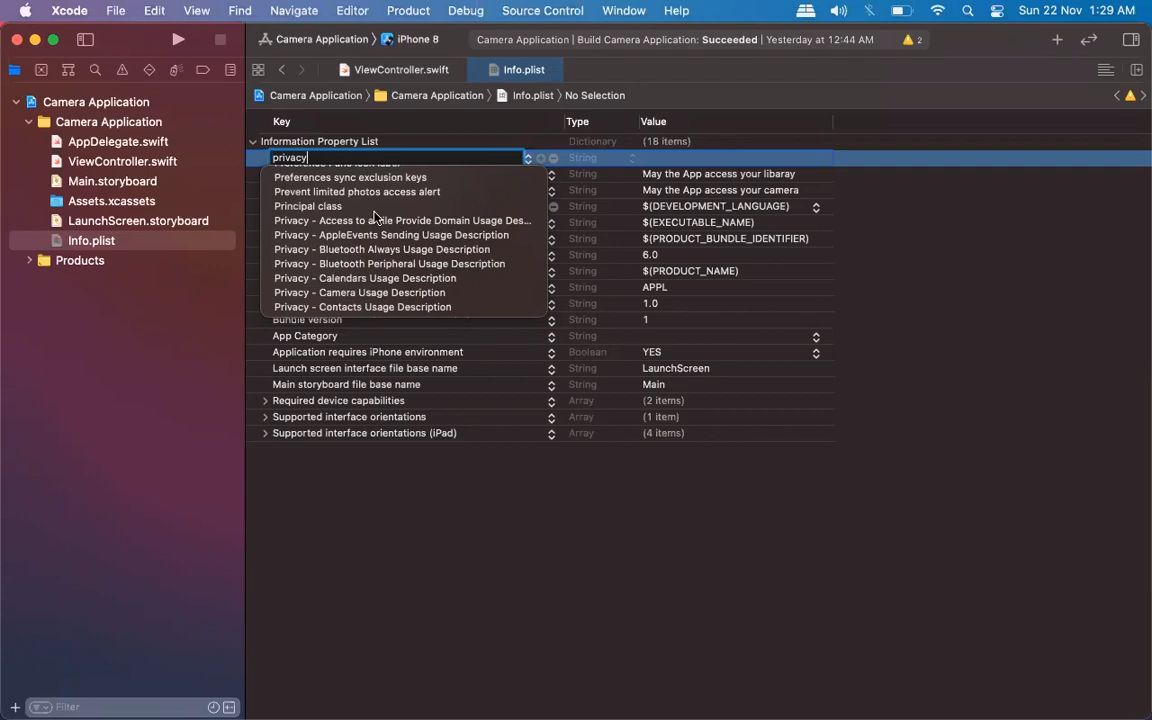 Xcode File Edit View Find Navigate Editor Product Debug Source Control Window Help Sun 22 Nov 1:29 AM
Camera Application 〉 iPhone 8 Camera Application | Build Camera Application: Succeeded | Yesterday at 12:44 AM 2
ViewController.swift Info.plist
Camera Application 〉 Camera Application 〉 Info.plist 〉 No Selection
Camera Application
Camera Application
AppDelegate.swift
ViewController.swift
Main.storyboard
Assets.xcassets
LaunchScreen.storyboard
Info.plist
Products
Filter
Key Type Value
Information Property List Dictionary (18 items)
privacy String
Preferences sync exclusion keys
Prevent limited photos access alert
Principal class
Privacy - Access to a File Provide Domain Usage Des...
Privacy - AppleEvents Sending Usage Description
Privacy - Bluetooth Always Usage Description
Privacy - Bluetooth Peripheral Usage Description
Privacy - Calendars Usage Description
Privacy - Camera Usage Description
Privacy - Contacts Usage Description
String May the App access your libaray
String May the App access your camera
String $(DEVELOPMENT_LANGUAGE)
String $(EXECUTABLE_NAME)
String $(PRODUCT_BUNDLE_IDENTIFIER)
String 6.0
String $(PRODUCT_NAME)
String APPL
String 1.0
Bundle version String 1
App Category String
Application requires iPhone environment Boolean YES
Launch screen interface file base name String LaunchScreen
Main storyboard file base name String Main
Required device capabilities Array (2 items)
Supported interface orientations Array (1 item)
Supported interface orientations (iPad) Array (4 items)